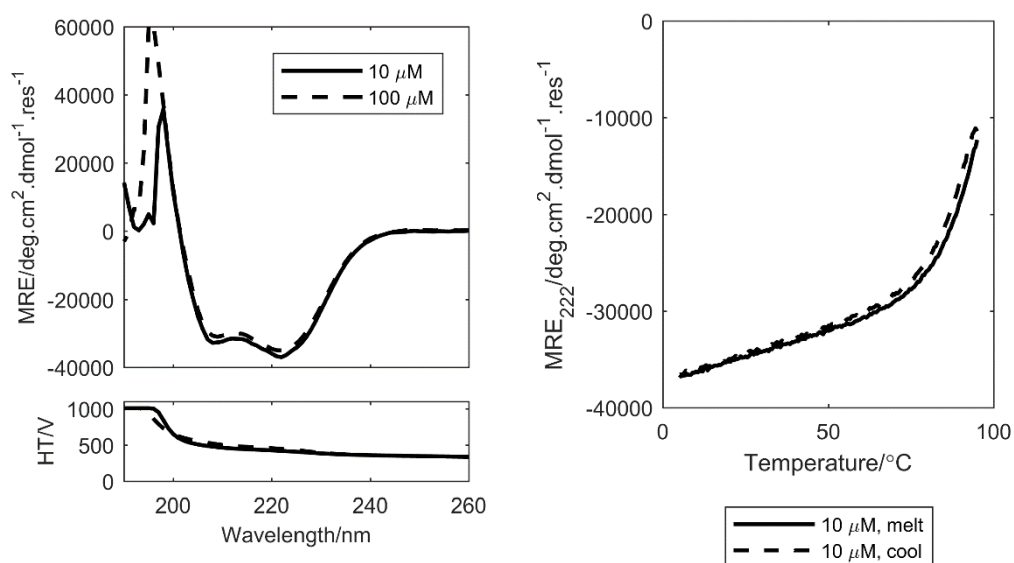 60000
40000
20000
0
-20000
-40000
MRE/deg.cm².dmol⁻¹.res⁻¹
10 μM
100 μM
1000
500
0
HT/V
200
220
240
260
Wavelength/nm
0
-10000
-20000
-30000
-40000
MRE₂₂₂/deg.cm².dmol⁻¹.res⁻¹
0
50
100
Temperature/°C
10 μM, melt
10 μM, cool